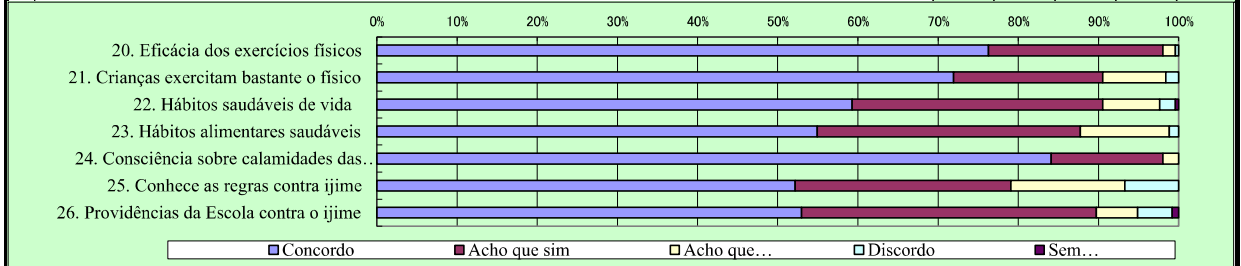 0% 10% 20% 30% 40% 50% 60% 70% 80% 90% 100%
20. Eficácia dos exercícios físicos
21. Crianças exercitam bastante o físico
22. Hábitos saudáveis de vida
23. Hábitos alimentares saudáveis
24. Consciência sobre calamidades das…
25. Conhece as regras contra ijime
26. Providências da Escola contra o ijime
Concordo Acho que sim Acho que… Discordo Sem…